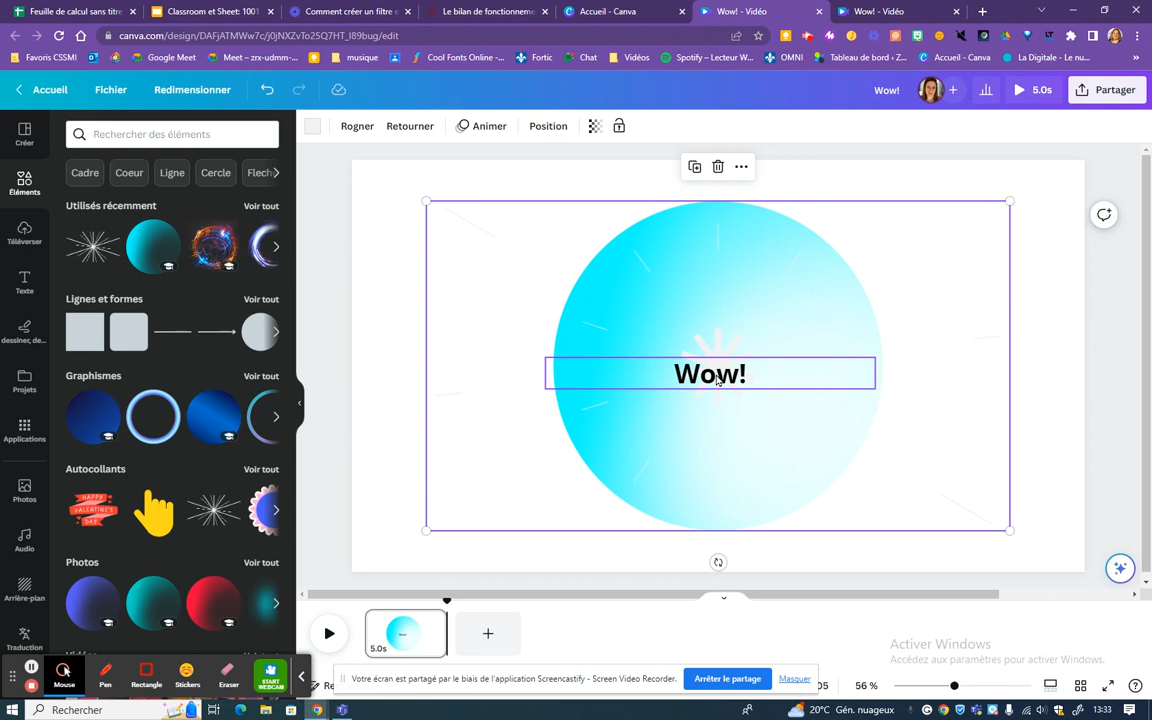 Feuille de calcul sans titre
Classroom et Sheet: 1001
Comment créer un filtre e
Le bilan de fonctionneme
Accueil - Canva
Wow! - Vidéo
Wow! - Vidéo
canva.com/design/DAFjATMWw7c/j0jNXZvTo25Q7HT_I89bug/edit
Favoris CSSMI
Google Meet
Meet – zrx-udmm-...
musique
Cool Fonts Online -...
Fortic
Chat
Vidéos
Spotify – Lecteur W...
OMNI
Tableau de bord ‹ Z...
Accueil - Canva
La Digitale - Le nu...
Accueil
Fichier
Redimensionner
Wow!
5.0s
Partager
Créer
Éléments
Téléverser
Texte
dessiner, de...
Projets
Applications
Photos
Audio
Arrière-plan
Traduction
Rechercher des éléments
Cadre
Coeur
Ligne
Cercle
Flech
Utilisés récemment
Voir tout
Lignes et formes
Voir tout
Graphismes
Voir tout
Autocollants
Voir tout
HAPPY
VALENTINE'S
DAY
Photos
Voir tout
Rogner
Retourner
Animer
Position
Wow!
5.0s
Activer Windows
Accédez aux paramètres pour activer Windows.
Mouse
Pen
Rectangle
Stickers
Eraser
START
WEBCAM
Votre écran est partagé par le biais de l'application Screencastify - Screen Video Recorder.
Arrêter le partage
Masquer
56 %
Rechercher
20°C Gén. nuageux
13:33